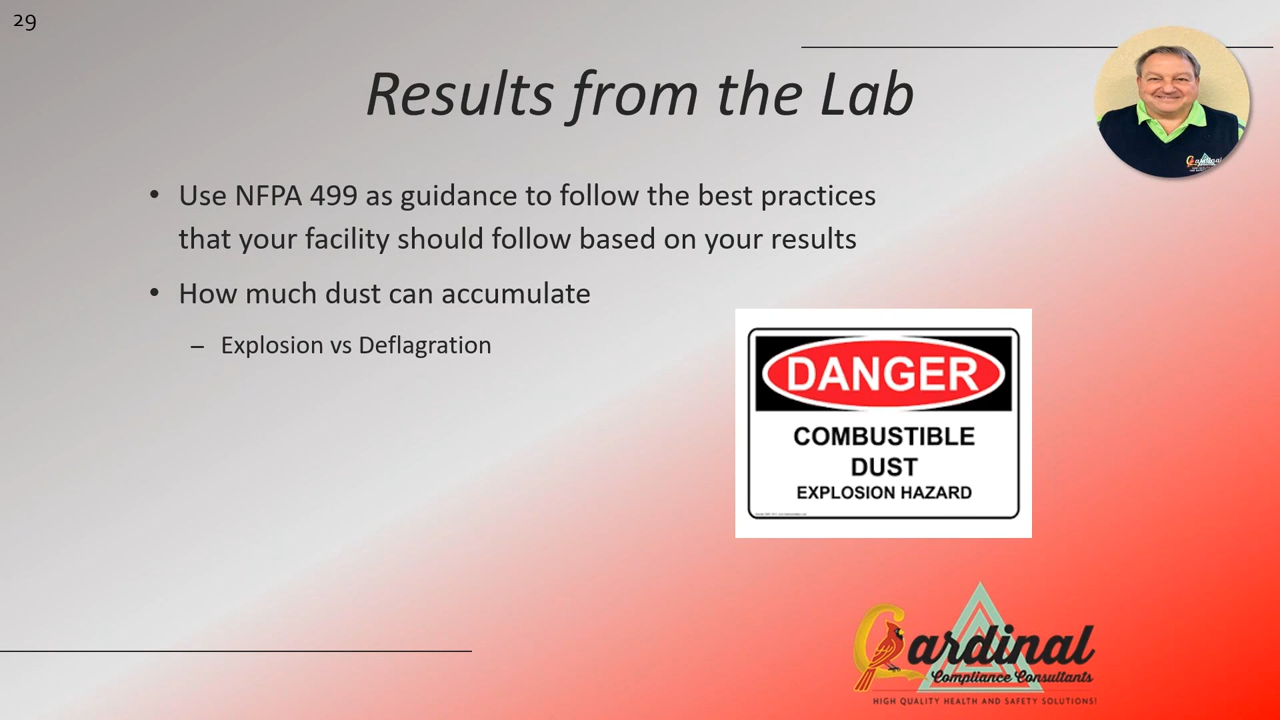 29
Results from the Lab
• Use NFPA 499 as guidance to follow the best practices
that your facility should follow based on your results
• How much dust can accumulate
– Explosion vs Deflagration
DANGER
COMBUSTIBLE
DUST
EXPLOSION HAZARD
Cardinal
Compliance Consultants
HIGH QUALITY HEALTH AND SAFETY SOLUTIONS!
Cardinal